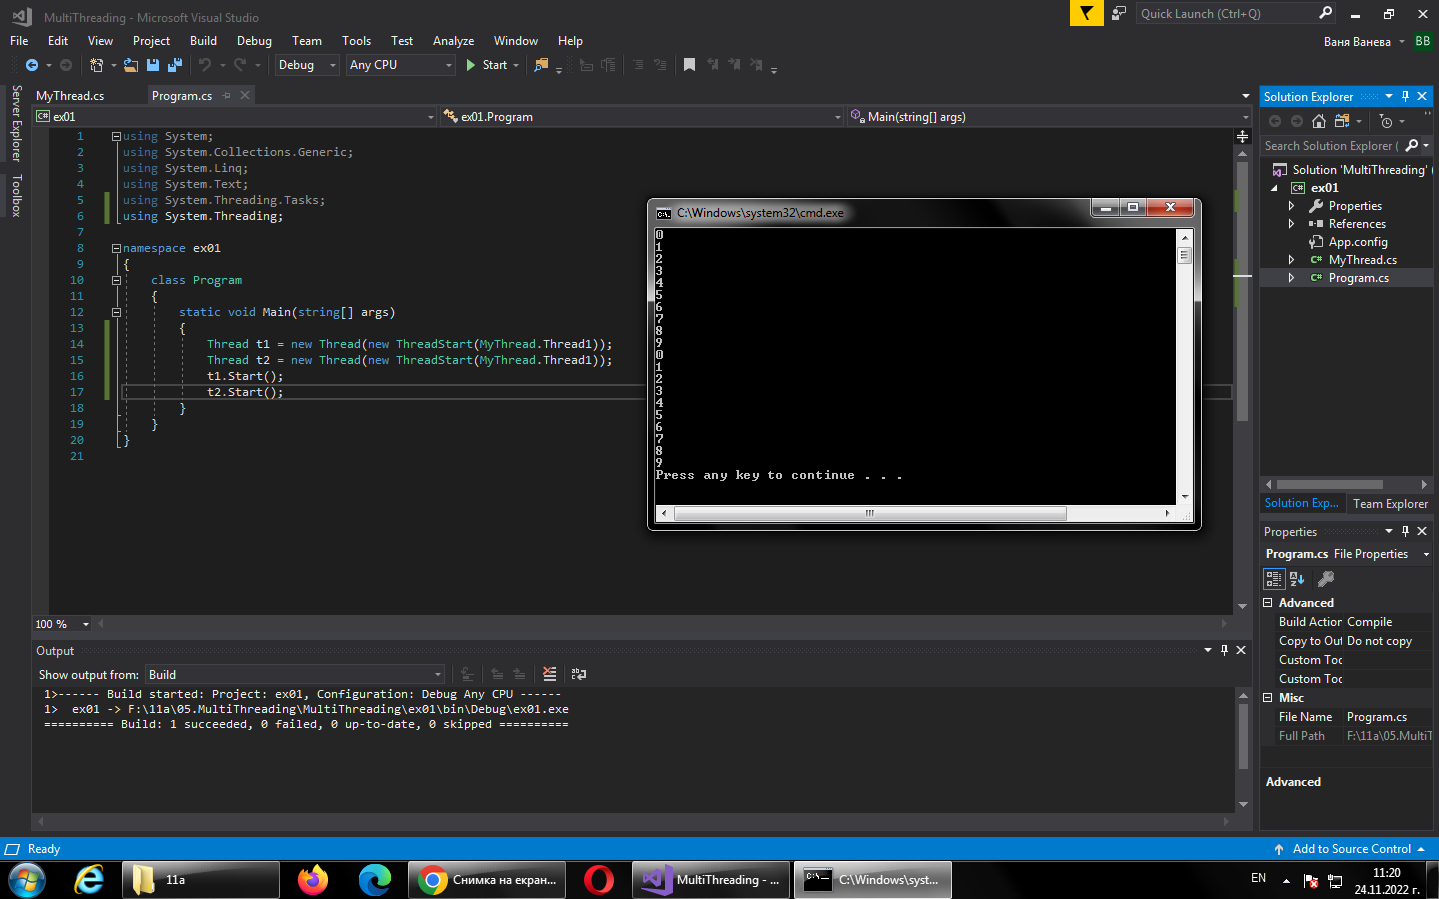 MultiThreading - Microsoft Visual Studio
Quick Launch (Ctrl+Q)
File Edit View Project Build Debug Team Tools Test Analyze Window Help
Ваня Ванева BB
Debug Any CPU Start
Server Explorer
Toolbox
MyThread.cs Program.cs
C# ex01 ex01.Program Main(string[] args)
1 using System;
2 using System.Collections.Generic;
3 using System.Linq;
4 using System.Text;
5 using System.Threading.Tasks;
6 using System.Threading;
7
8 namespace ex01
9 {
10 class Program
11 {
12 static void Main(string[] args)
13 {
14 Thread t1 = new Thread(new ThreadStart(MyThread.Thread1));
15 Thread t2 = new Thread(new ThreadStart(MyThread.Thread1));
16 t1.Start();
17 t2.Start();
18 }
19 }
20 }
21
100 %
C:\Windows\system32\cmd.exe
0
1
2
3
4
5
6
7
8
9
0
1
2
3
4
5
6
7
8
9
Press any key to continue . . .
Solution Explorer
Search Solution Explorer (
Solution 'MultiThreading' (
C# ex01
Properties
References
App.config
C# MyThread.cs
C# Program.cs
Solution Exp... Team Explorer
Properties
Program.cs File Properties
Advanced
Build Action Compile
Copy to Out Do not copy
Custom Toc
Custom Toc
Misc
File Name Program.cs
Full Path F:\11a\05.MultiT
Advanced
Output
Show output from: Build
1>------ Build started: Project: ex01, Configuration: Debug Any CPU ------
1> ex01 -> F:\11a\05.MultiThreading\MultiThreading\ex01\bin\Debug\ex01.exe
========== Build: 1 succeeded, 0 failed, 0 up-to-date, 0 skipped ==========
Ready Add to Source Control
11a
Снимка на екран...
MultiThreading - ...
C:\Windows\syst...
EN
11:20
24.11.2022 г.